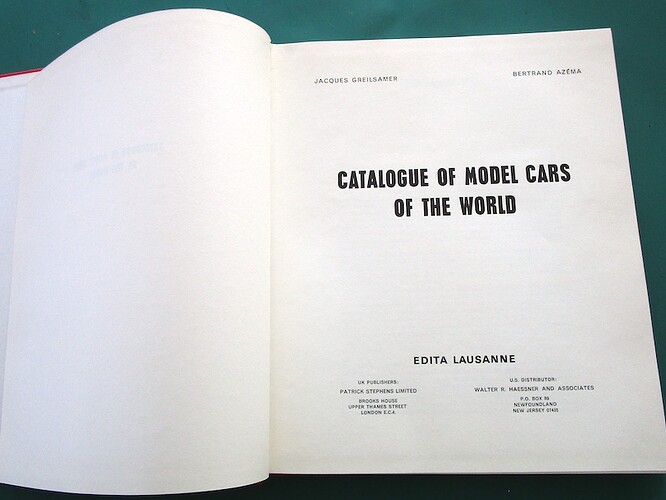 JACQUES GREILSAMER
BERTRAND AZÉMA
CATALOGUE OF MODEL CARS
OF THE WORLD
EDITA LAUSANNE
UK PUBLISHERS:
PATRICK STEPHENS LIMITED
BROOKS HOUSE
UPPER THAMES STREET
LONDON E.C.4.
U.S. DISTRIBUTOR:
WALTER R. HAESSNER AND ASSOCIATES
P.O. BOX 89
NEWFOUNDLAND
NEW JERSEY 07435